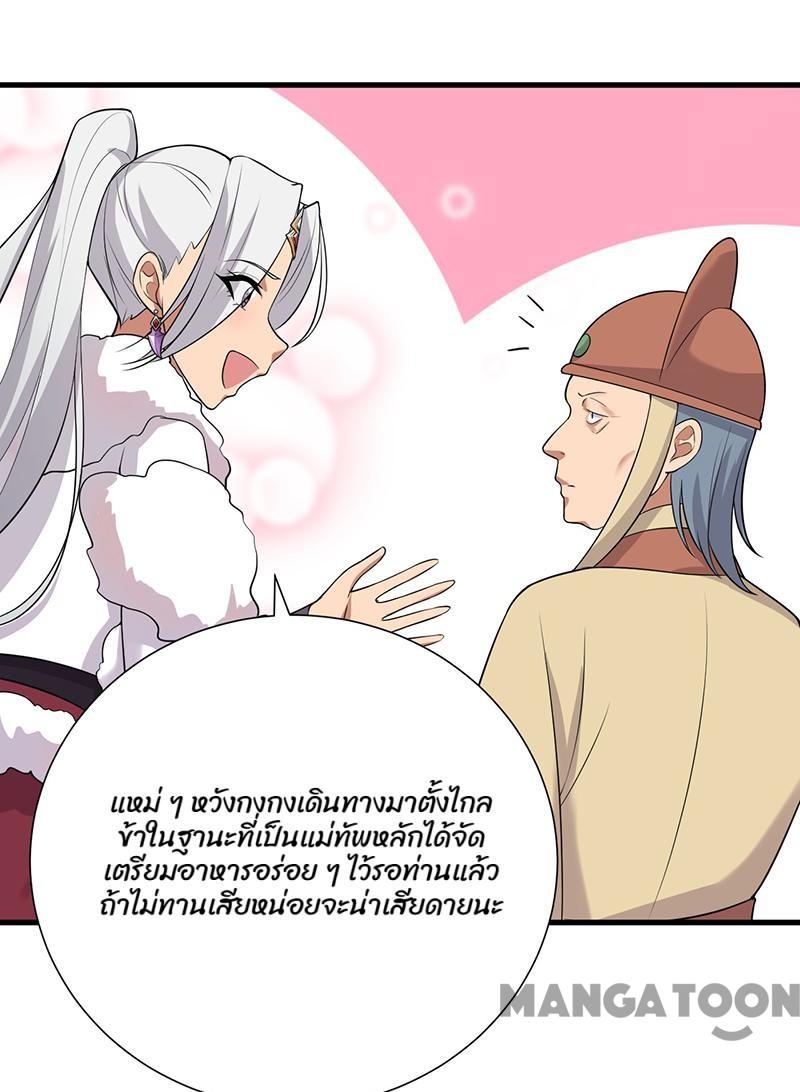 แหม่ ๆ หวังกงกงเดินทางมาตั้งไกล
ข้าในฐานะที่เป็นแม่ทัพหลักได้จัด
เตรียมอาหารอร่อย ๆ ไว้รอท่านแล้ว
ถ้าไม่ทานเสียหน่อยจะน่าเสียดายนะ
MANGATOON